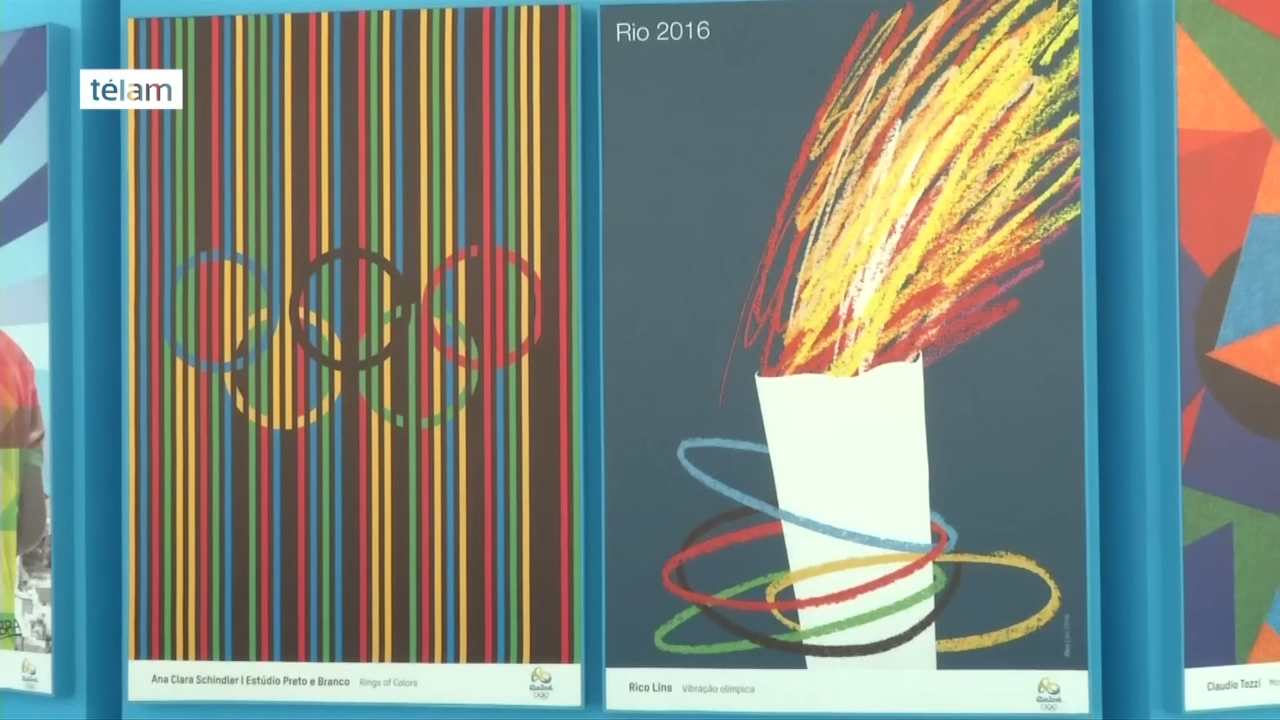 télam
Rio 2016
Ana Clara Schindler | Estúdio Preto e Branco Rings of Colors
Rico Lins Vibração olímpica
Claudio Tozzi